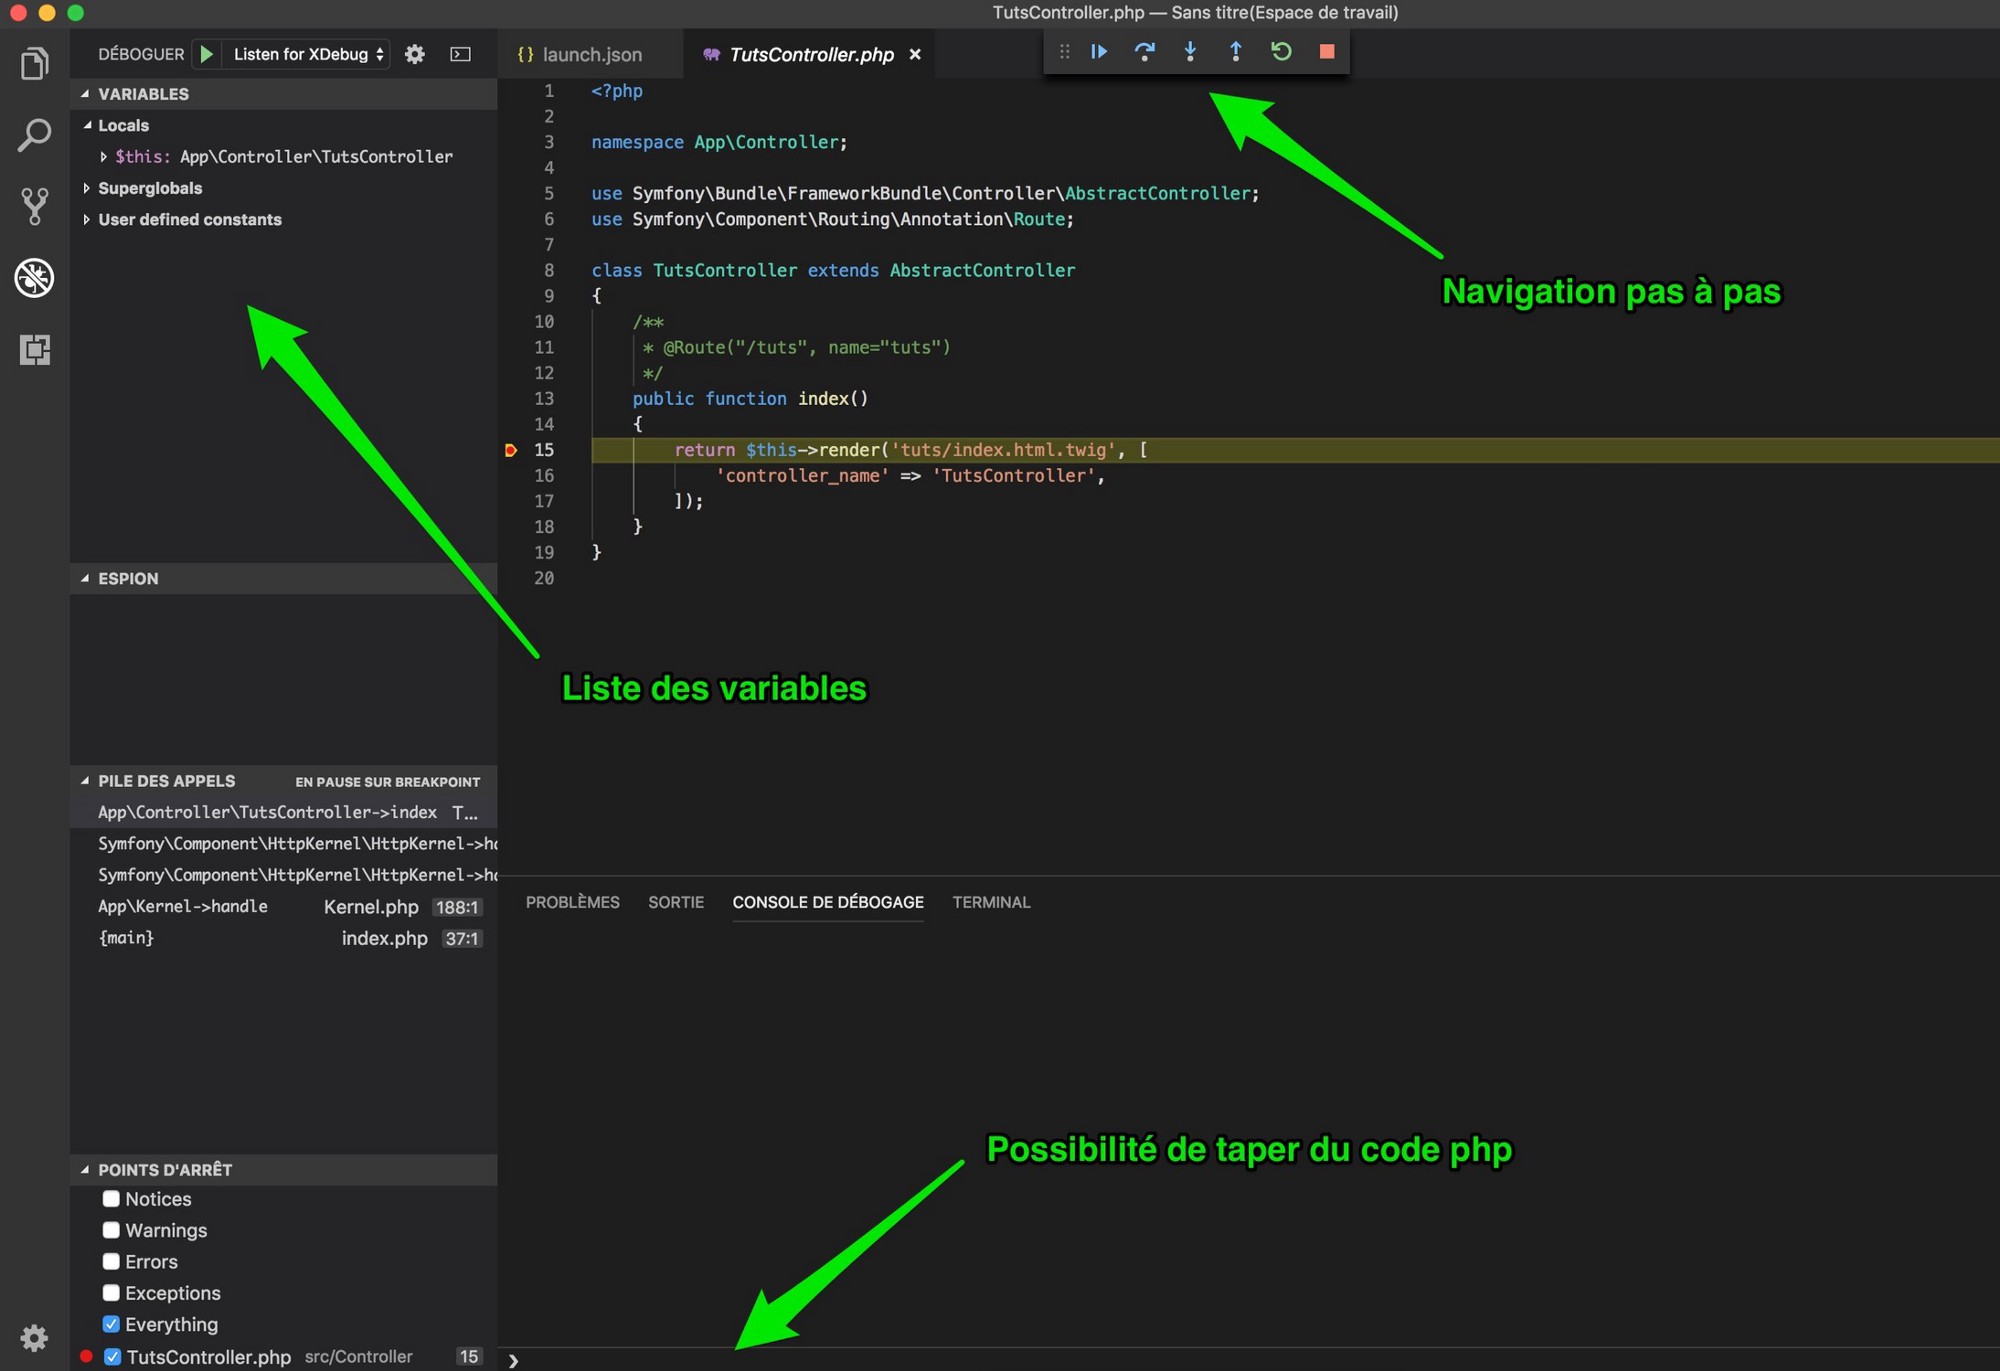 TutsController.php — Sans titre(Espace de travail)
DÉBOGUER Listen for XDebug
{} launch.json
TutsController.php ×
VARIABLES
Locals
$this: App\Controller\TutsController
Superglobals
User defined constants
ESPION
PILE DES APPELS EN PAUSE SUR BREAKPOINT
App\Controller\TutsController->index T...
Symfony\Component\HttpKernel\HttpKernel->h
Symfony\Component\HttpKernel\HttpKernel->h
App\Kernel->handle Kernel.php 188:1
{main} index.php 37:1
POINTS D'ARRÊT
Notices
Warnings
Errors
Exceptions
Everything
TutsController.php src/Controller 15
1 <?php
2
3 namespace App\Controller;
4
5 use Symfony\Bundle\FrameworkBundle\Controller\AbstractController;
6 use Symfony\Component\Routing\Annotation\Route;
7
8 class TutsController extends AbstractController
9 {
10 /**
11 * @Route("/tuts", name="tuts")
12 */
13 public function index()
14 {
15 return $this->render('tuts/index.html.twig', [
16 'controller_name' => 'TutsController',
17 ]);
18 }
19 }
20
Navigation pas à pas
Liste des variables
PROBLÈMES SORTIE CONSOLE DE DÉBOGAGE TERMINAL
Possibilité de taper du code php